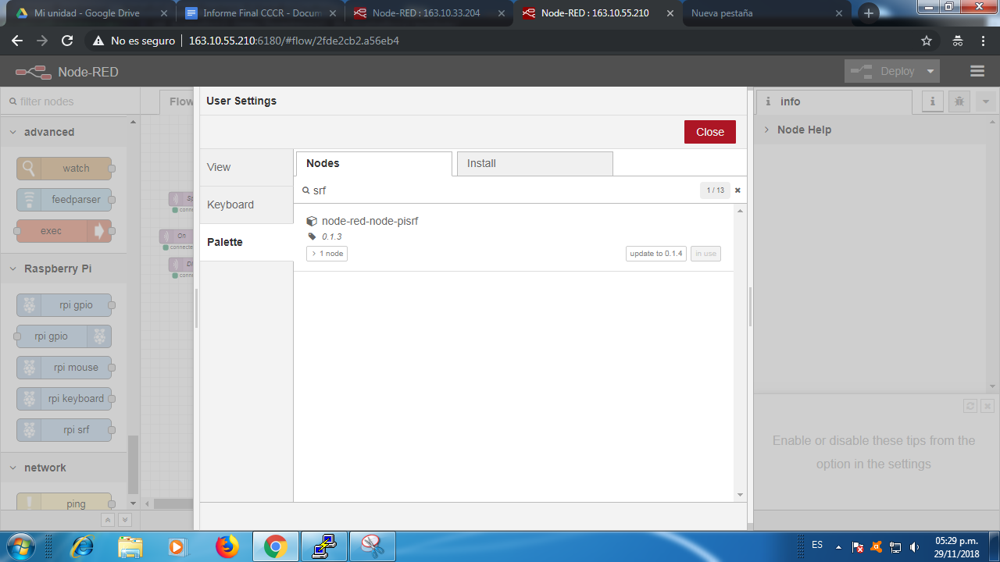 Mi unidad - Google Drive
Informe Final CCCR - Docum
Node-RED : 163.10.33.204
Node-RED : 163.10.55.210
Nueva pestaña
No es seguro
163.10.55.210:6180/#flow/2fde2cb2.a56eb4
Node-RED
Deploy
filter nodes
Flow
User Settings
info
Close
Node Help
advanced
watch
feedparser
exec
View
Keyboard
Palette
Nodes
Install
srf
1 / 13
node-red-node-pisrf
0.1.3
1 node
update to 0.1.4
in use
On
connecte
Raspberry Pi
rpi gpio
rpi gpio
rpi mouse
rpi keyboard
rpi srf
network
ping
Enable or disable these tips from the
option in the settings
ES
05:29 p.m.
29/11/2018